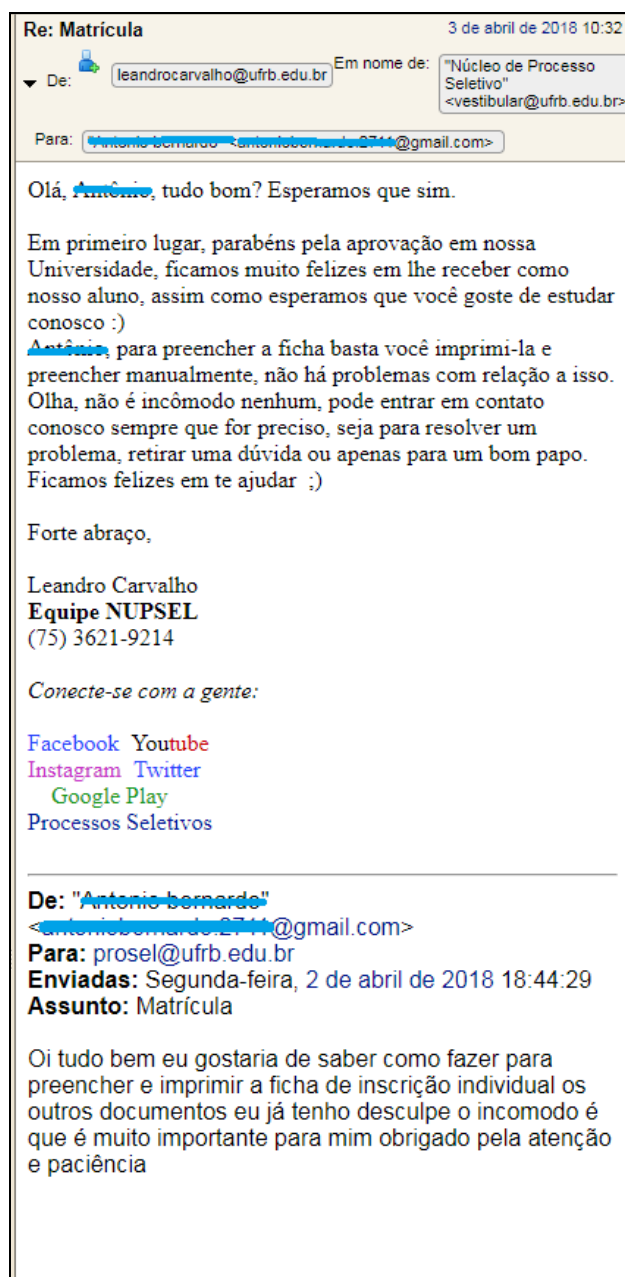 Re: Matrícula 3 de abril de 2018 10:32
De: leandrocarvalho@ufrb.edu.br Em nome de: "Núcleo de Processo
Seletivo"
<vestibular@ufrb.edu.br>
Para: @gmail.com>
Olá, , tudo bom? Esperamos que sim.
Em primeiro lugar, parabéns pela aprovação em nossa
Universidade, ficamos muito felizes em lhe receber como
nosso aluno, assim como esperamos que você goste de estudar
conosco :)
, para preencher a ficha basta você imprimi-la e
preencher manualmente, não há problemas com relação a isso.
Olha, não é incômodo nenhum, pode entrar em contato
conosco sempre que for preciso, seja para resolver um
problema, retirar uma dúvida ou apenas para um bom papo.
Ficamos felizes em te ajudar ;)
Forte abraço,
Leandro Carvalho
Equipe NUPSEL
(75) 3621-9214
Conecte-se com a gente:
Facebook Youtube
Instagram Twitter
Google Play
Processos Seletivos
De: "
@gmail.com>
Para: prosel@ufrb.edu.br
Enviadas: Segunda-feira, 2 de abril de 2018 18:44:29
Assunto: Matrícula
Oi tudo bem eu gostaria de saber como fazer para
preencher e imprimir a ficha de inscrição individual os
outros documentos eu já tenho desculpe o incomodo é
que é muito importante para mim obrigado pela atenção
e paciência